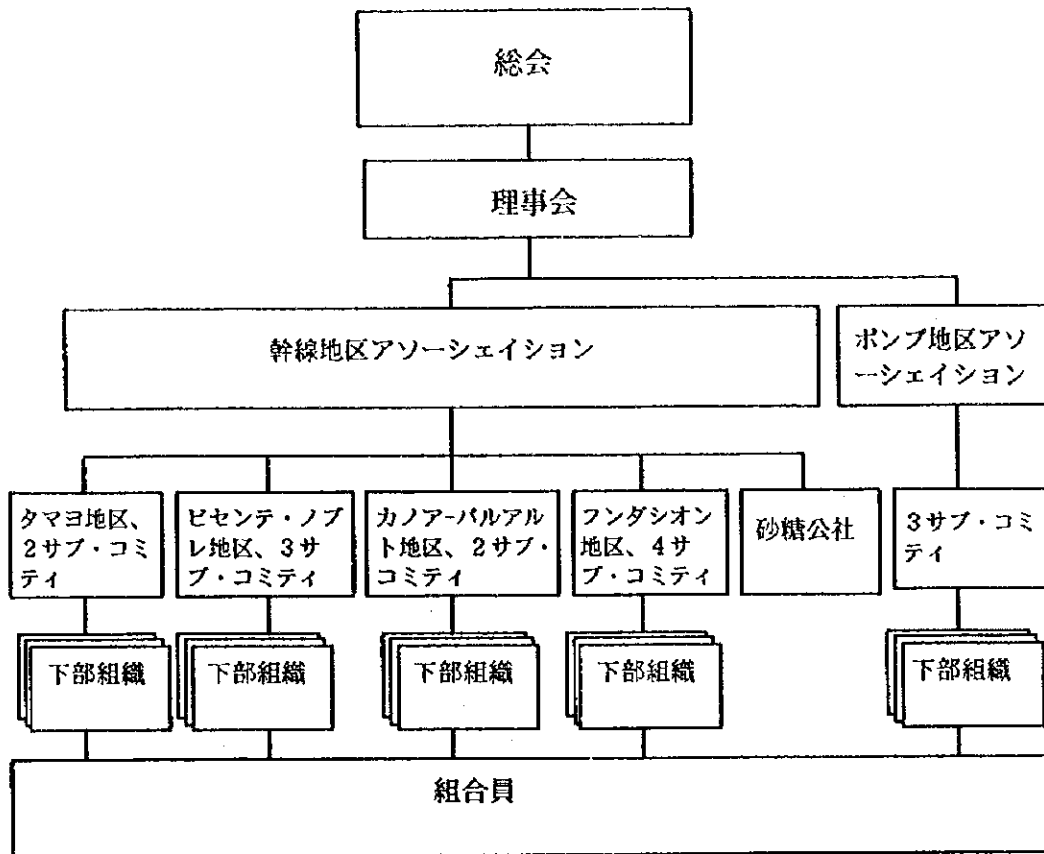 総会
理事会
幹線地区アソーシェイション
ポンプ地区アソ
ーシェイション
タマヨ地区、
2サブ・コミ
ティ
ビセンテ・ノブ
レ地区、3サ
ブ・コミティ
カノアーパルアル
ト地区、2サブ・
コミティ
フンダシオン
地区、4サ
ブ・コミティ
砂糖公社
3サブ・コミ
ティ
下部組織
下部組織
下部組織
下部組織
下部組織
組合員